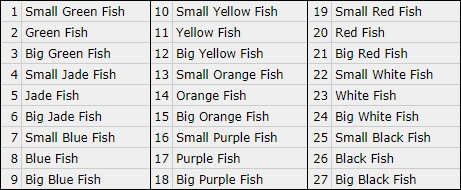 1 Small Green Fish
2 Green Fish
3 Big Green Fish
4 Small Jade Fish
5 Jade Fish
6 Big Jade Fish
7 Small Blue Fish
8 Blue Fish
9 Big Blue Fish
10 Small Yellow Fish
11 Yellow Fish
12 Big Yellow Fish
13 Small Orange Fish
14 Orange Fish
15 Big Orange Fish
16 Small Purple Fish
17 Purple Fish
18 Big Purple Fish
19 Small Red Fish
20 Red Fish
21 Big Red Fish
22 Small White Fish
23 White Fish
24 Big White Fish
25 Small Black Fish
26 Black Fish
27 Big Black Fish